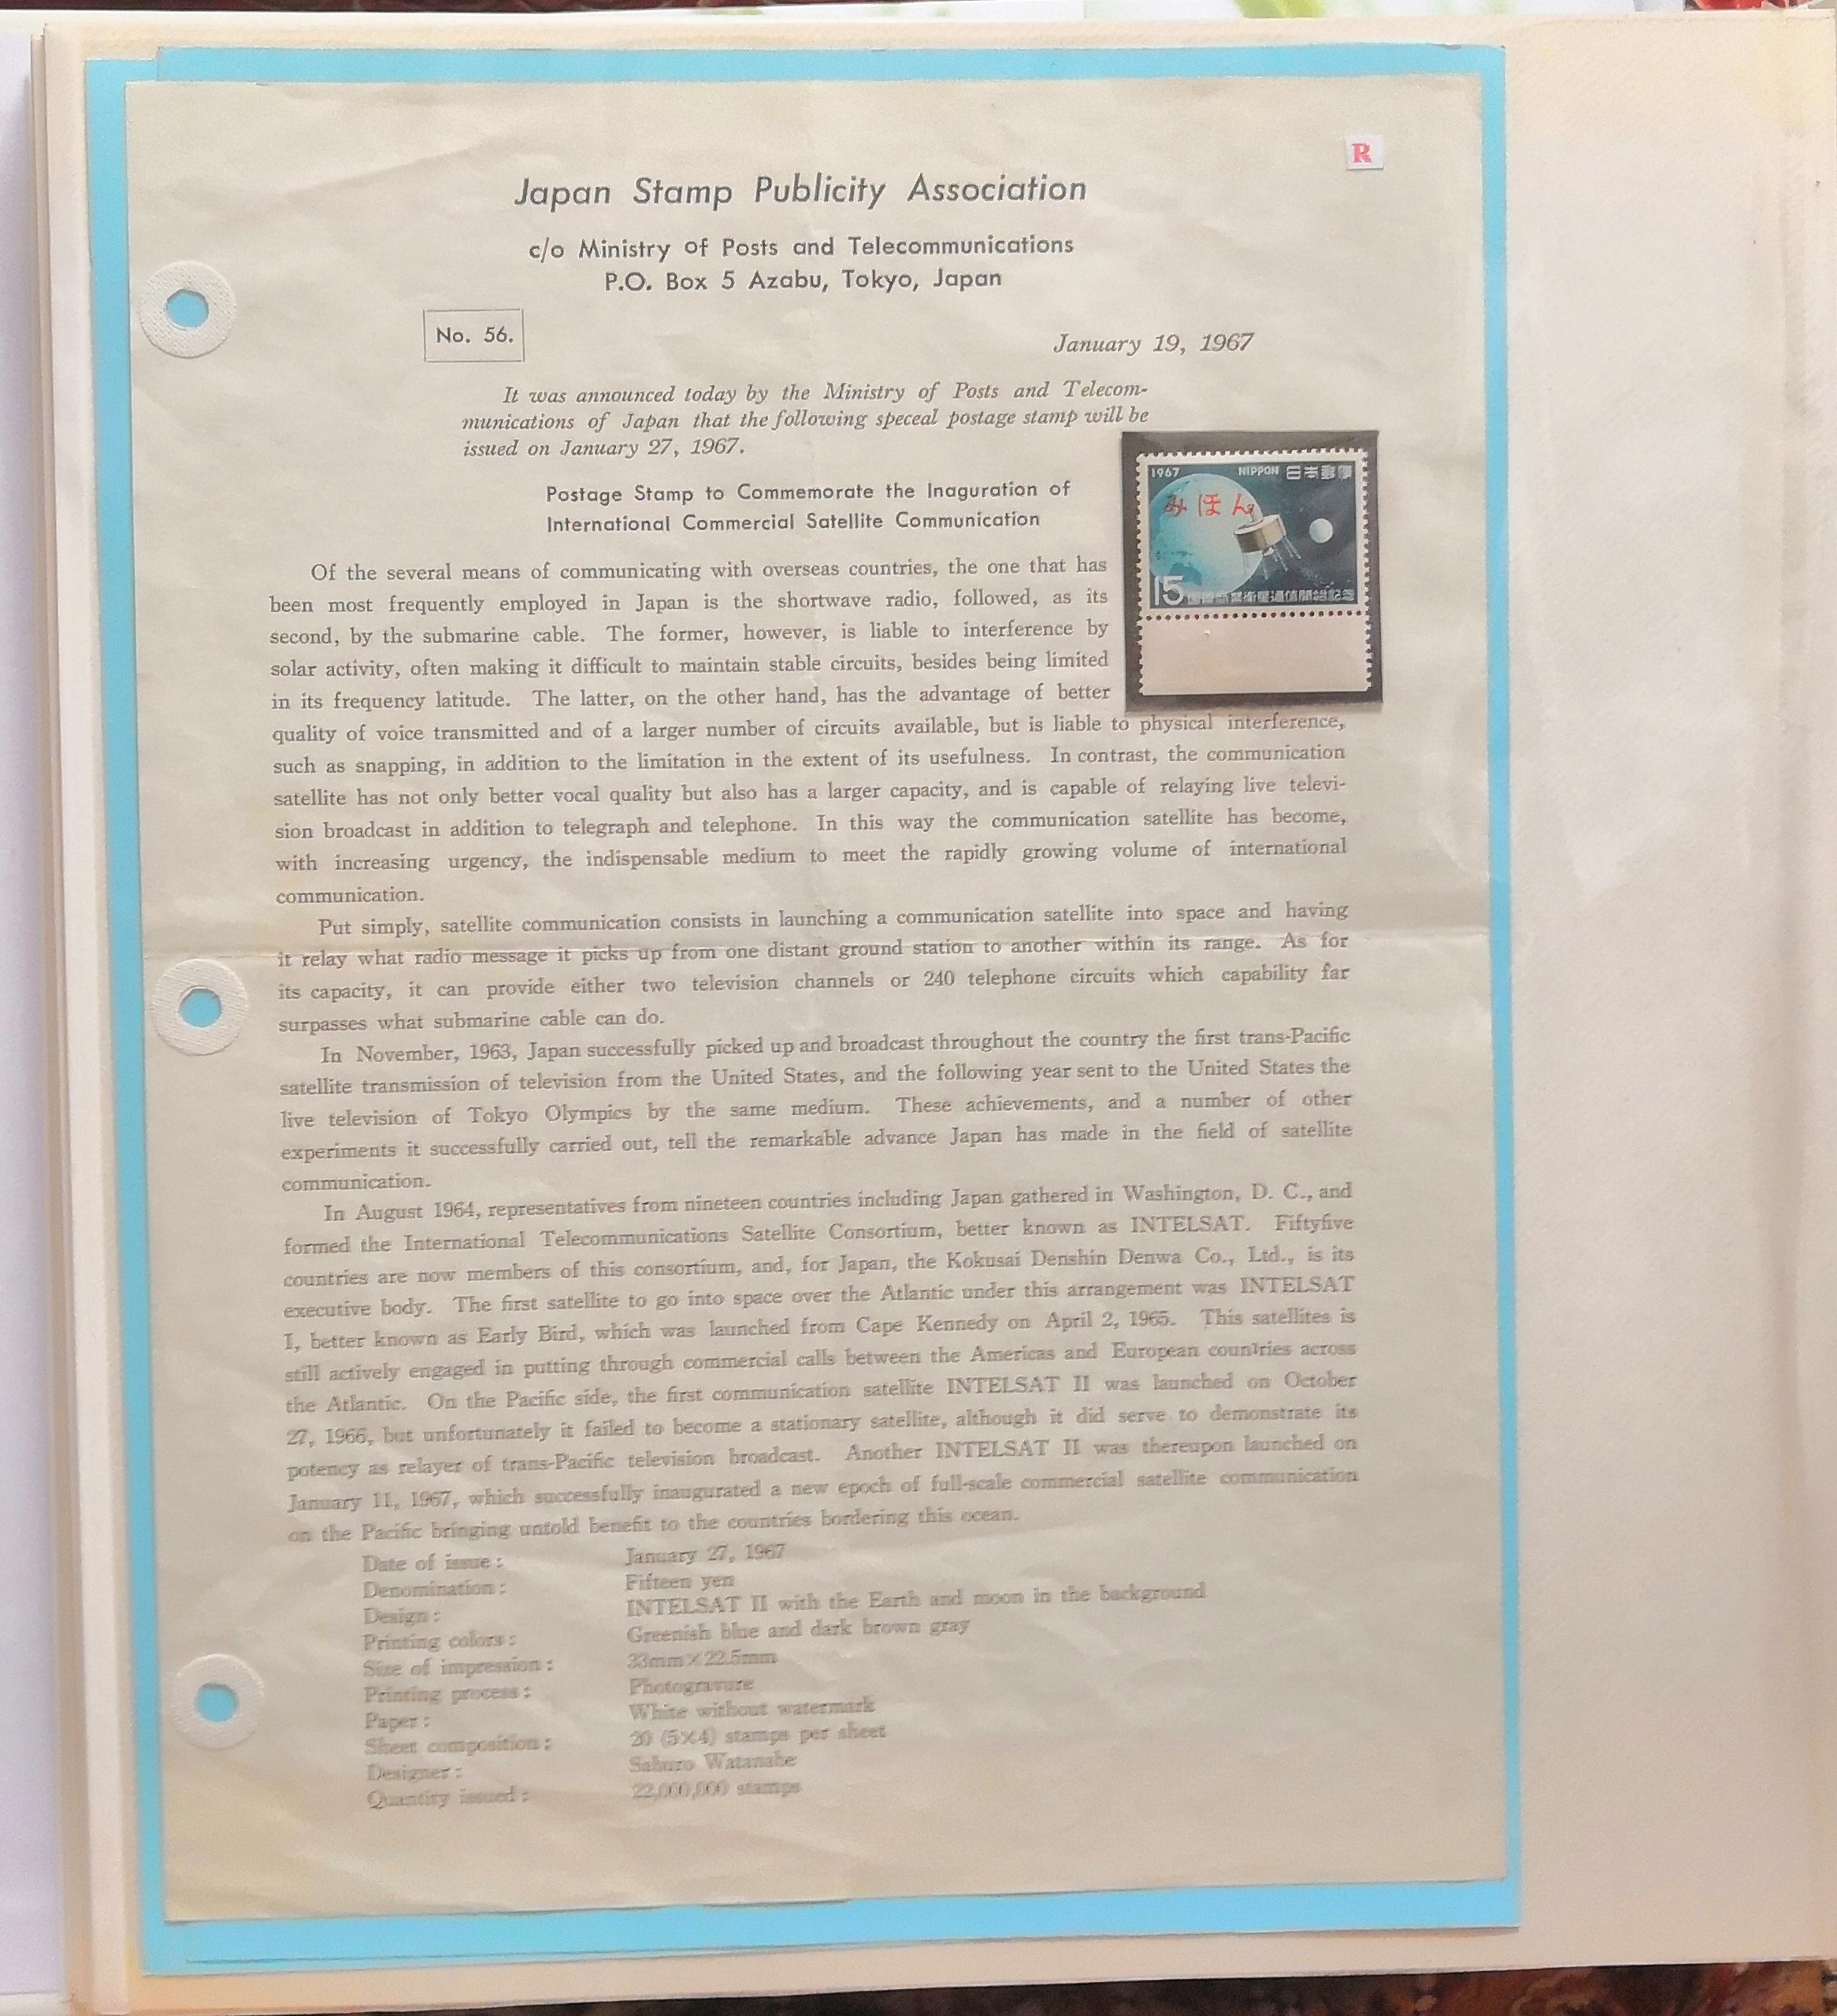 R
Japan Stamp Publicity Association
c/o Ministry of Posts and Telecommunications
P.O. Box 5 Azabu, Tokyo, Japan
No. 56.
January 19, 1967
It was announced today by the Ministry of Posts and Telecom-
munications of Japan that the following speceal postage stamp will be
issued on January 27, 1967.
Postage Stamp to Commemorate the Inaguration of
International Commercial Satellite Communication
1967 NIPPON 日本郵便
みほん
15 国際商業衛星通信開始記念
Of the several means of communicating with overseas countries, the one that has
been most frequently employed in Japan is the shortwave radio, followed, as its
second, by the submarine cable. The former, however, is liable to interference by
solar activity, often making it difficult to maintain stable circuits, besides being limited
in its frequency latitude. The latter, on the other hand, has the advantage of better
quality of voice transmitted and of a larger number of circuits available, but is liable to physical interference,
such as snapping, in addition to the limitation in the extent of its usefulness. In contrast, the communication
satellite has not only better vocal quality but also has a larger capacity, and is capable of relaying live televi-
sion broadcast in addition to telegraph and telephone. In this way the communication satellite has become,
with increasing urgency, the indispensable medium to meet the rapidly growing volume of international
communication.
Put simply, satellite communication consists in launching a communication satellite into space and having
it relay what radio message it picks up from one distant ground station to another within its range. As for
its capacity, it can provide either two television channels or 240 telephone circuits which capability far
surpasses what submarine cable can do.
In November, 1963, Japan successfully picked up and broadcast throughout the country the first trans-Pacific
satellite transmission of television from the United States, and the following year sent to the United States the
live television of Tokyo Olympics by the same medium. These achievements, and a number of other
experiments it successfully carried out, tell the remarkable advance Japan has made in the field of satellite
communication.
In August 1964, representatives from nineteen countries including Japan gathered in Washington, D. C., and
formed the International Telecommunications Satellite Consortium, better known as INTELSAT. Fiftyfive
countries are now members of this consortium, and, for Japan, the Kokusai Denshin Denwa Co., Ltd., is its
executive body. The first satellite to go into space over the Atlantic under this arrangement was INTELSAT
I, better known as Early Bird, which was launched from Cape Kennedy on April 2, 1965. This satellites is
still actively engaged in putting through commercial calls between the Americas and European countries across
the Atlantic. On the Pacific side, the first communication satellite INTELSAT II was launched on October
27, 1966, but unfortunately it failed to become a stationary satellite, although it did serve to demonstrate its
potency as relayer of trans-Pacific television broadcast. Another INTELSAT II was thereupon launched on
January 11, 1967, which successfully inaugurated a new epoch of full-scale commercial satellite communication
on the Pacific bringing untold benefit to the countries bordering this ocean.
Date of issue: January 27, 1967
Denomination: Fifteen yen
Design: INTELSAT II with the Earth and moon in the background
Printing colors: Greenish blue and dark brown gray
Size of impression: 33mm×22.5mm
Printing process: Photogravure
Paper: White without watermark
Sheet composition: 20 (5×4) stamps per sheet
Designer: Saburo Watanabe
Quantity issued: 22,000,000 stamps